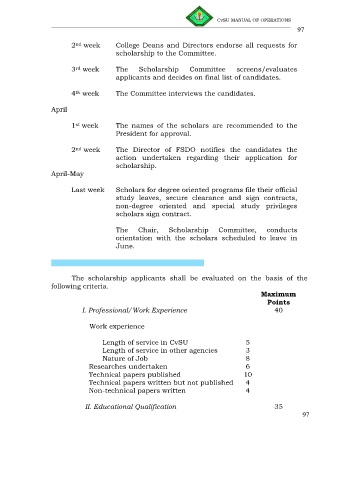 CvSU MANUAL OF OPERATIONS
97
2nd week College Deans and Directors endorse all requests for
scholarship to the Committee.
3rd week The Scholarship Committee screens/evaluates
applicants and decides on final list of candidates.
4th week The Committee interviews the candidates.
April
1st week The names of the scholars are recommended to the
President for approval.
2nd week The Director of FSDO notifies the candidates the
action undertaken regarding their application for
scholarship.
April-May
Last week Scholars for degree oriented programs file their official
study leaves, secure clearance and sign contracts,
non-degree oriented and special study privileges
scholars sign contract.
The Chair, Scholarship Committee, conducts
orientation with the scholars scheduled to leave in
June.
The scholarship applicants shall be evaluated on the basis of the
following criteria.
Maximum
Points
I. Professional/Work Experience 40
Work experience
Length of service in CvSU 5
Length of service in other agencies 3
Nature of Job 8
Researches undertaken 6
Technical papers published 10
Technical papers written but not published 4
Non-technical papers written 4
II. Educational Qualification 35
97